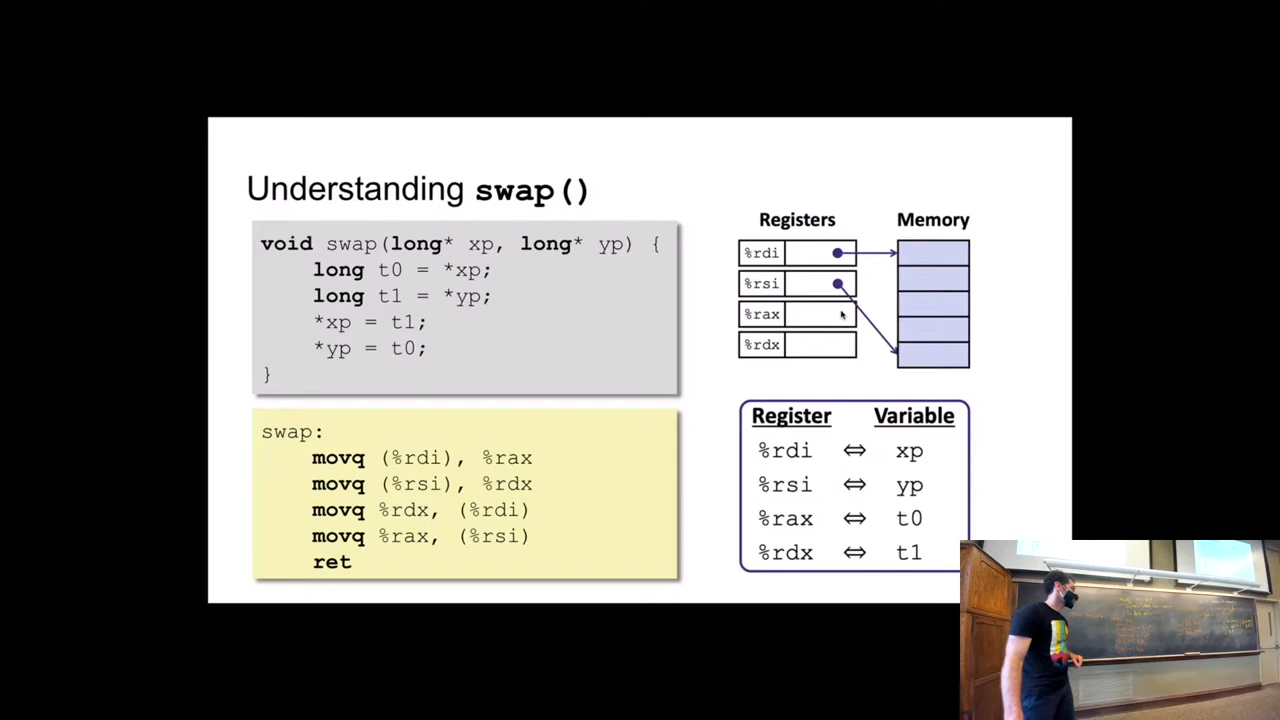 Understanding swap()
void swap(long* xp, long* yp) {
long t0 = *xp;
long t1 = *yp;
*xp = t1;
*yp = t0;
}
swap:
movq (%rdi), %rax
movq (%rsi), %rdx
movq %rdx, (%rdi)
movq %rax, (%rsi)
ret
Registers Memory
%rdi
%rsi
%rax
%rdx
Register Variable
%rdi ⇔ xp
%rsi ⇔ yp
%rax ⇔ t0
%rdx ⇔ t1